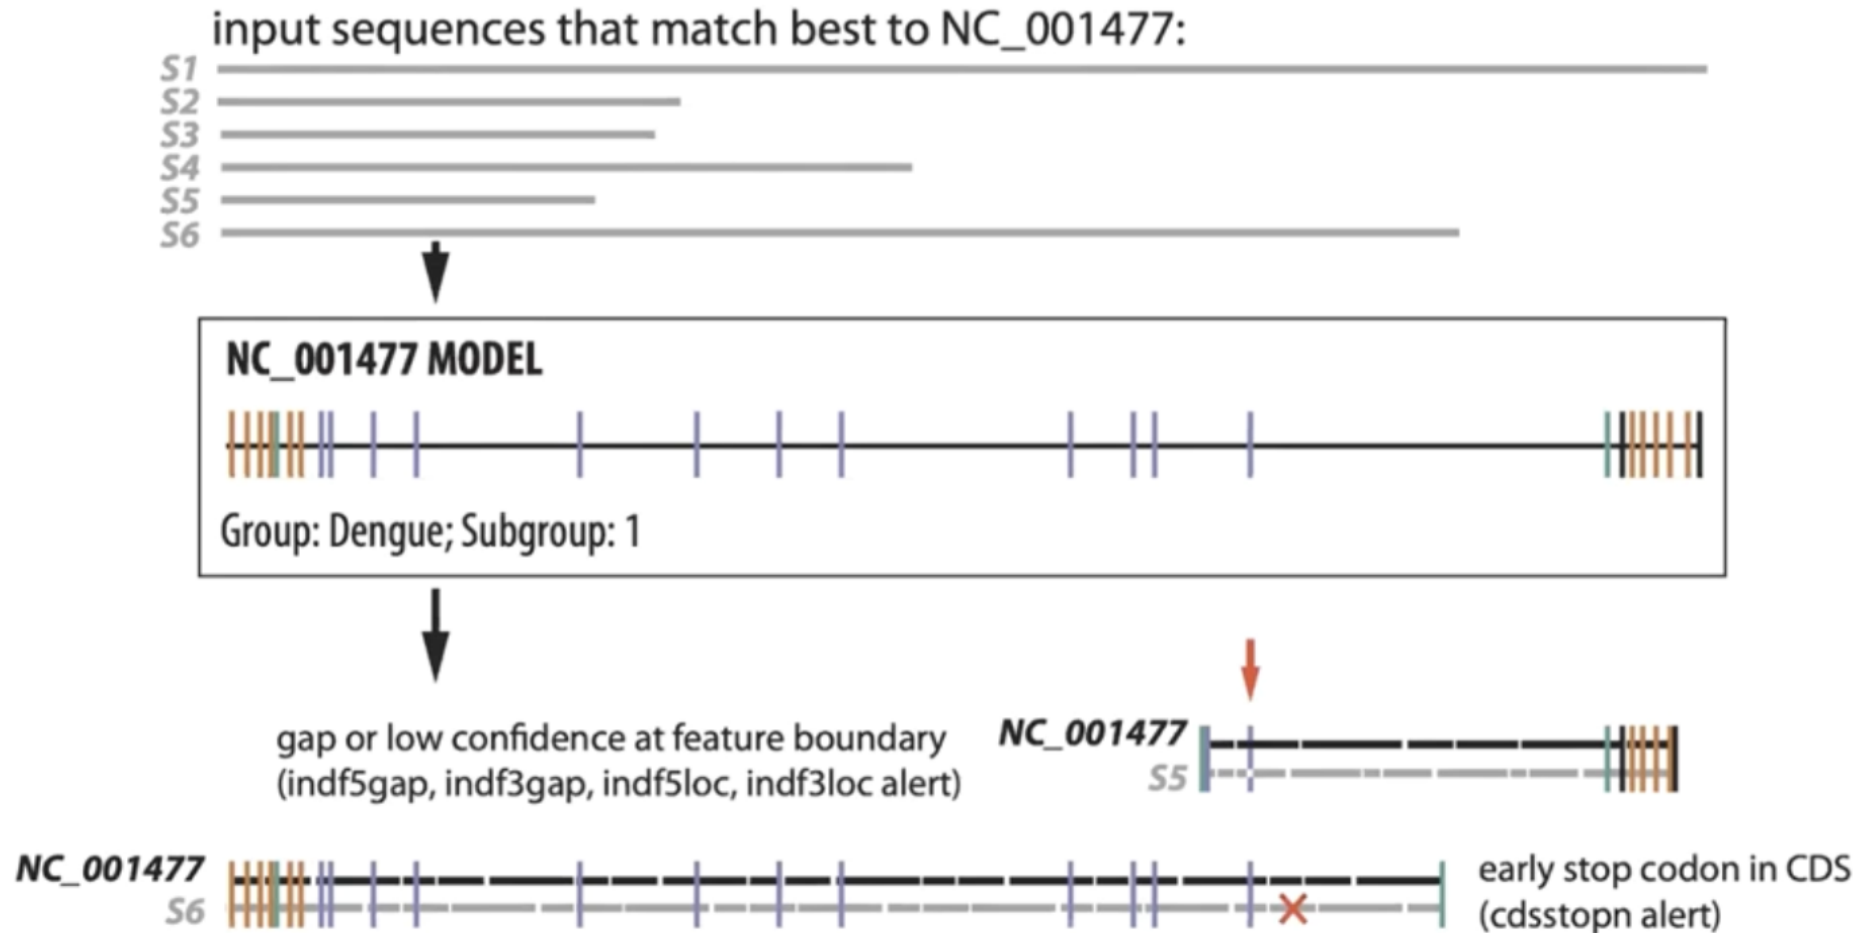 input sequences that match best to NC_001477:
S1
S2
S3
S4
S5
S6
NC_001477 MODEL
Group: Dengue; Subgroup: 1
gap or low confidence at feature boundary
(indf5gap, indf3gap, indf5loc, indf3loc alert)
NC_001477
S5
NC_001477
S6
early stop codon in CDS
(cdsstopn alert)